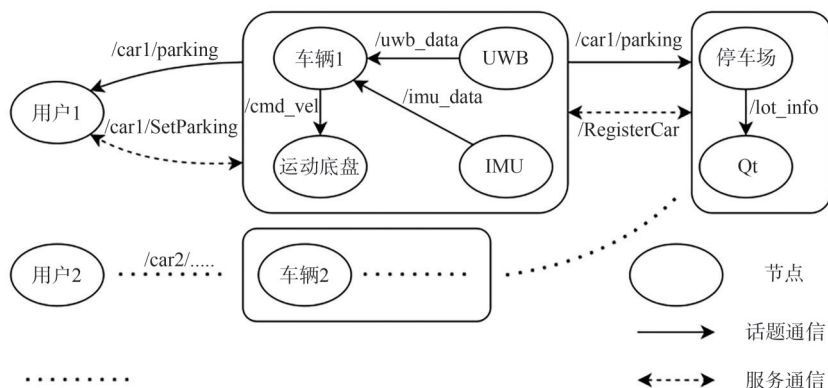 /car1/parking
车辆1
/uwb_data
UWB
/car1/parking
停车场
用户1
/cmd_vel
/imu_data
/lot_info
/car1/SetParking
/RegisterCar
运动底盘
IMU
Qt
用户2
/car2/.....
车辆2
节点
话题通信
服务通信